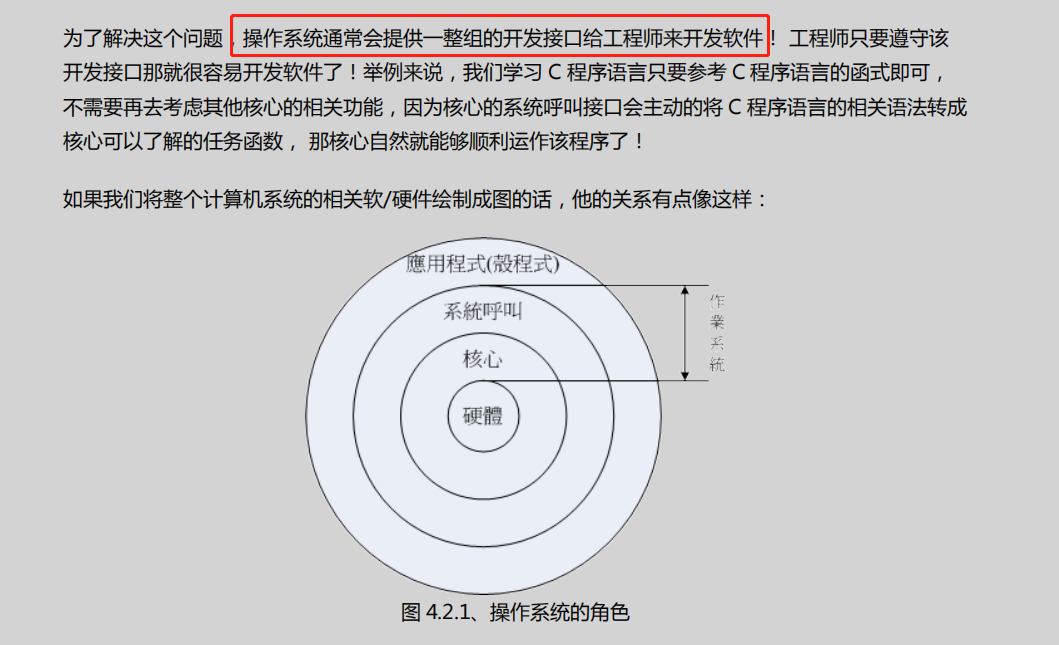 为了解决这个问题，操作系统通常会提供一整组的开发接口给工程师来开发软件！ 工程师只要遵守该
开发接口那就很容易开发软件了！举例来说，我们学习 C 程序语言只要参考 C 程序语言的函式即可，
不需要再去考虑其他核心的相关功能，因为核心的系统呼叫接口会主动的将 C 程序语言的相关语法转成
核心可以了解的任务函数， 那核心自然就能够顺利运作该程序了！
如果我们将整个计算机系统的相关软/硬件绘制成图的话，他的关系有点像这样：
應用程式(殼程式)
系統呼叫
核心
硬體
作業系統
图 4.2.1、操作系统的角色